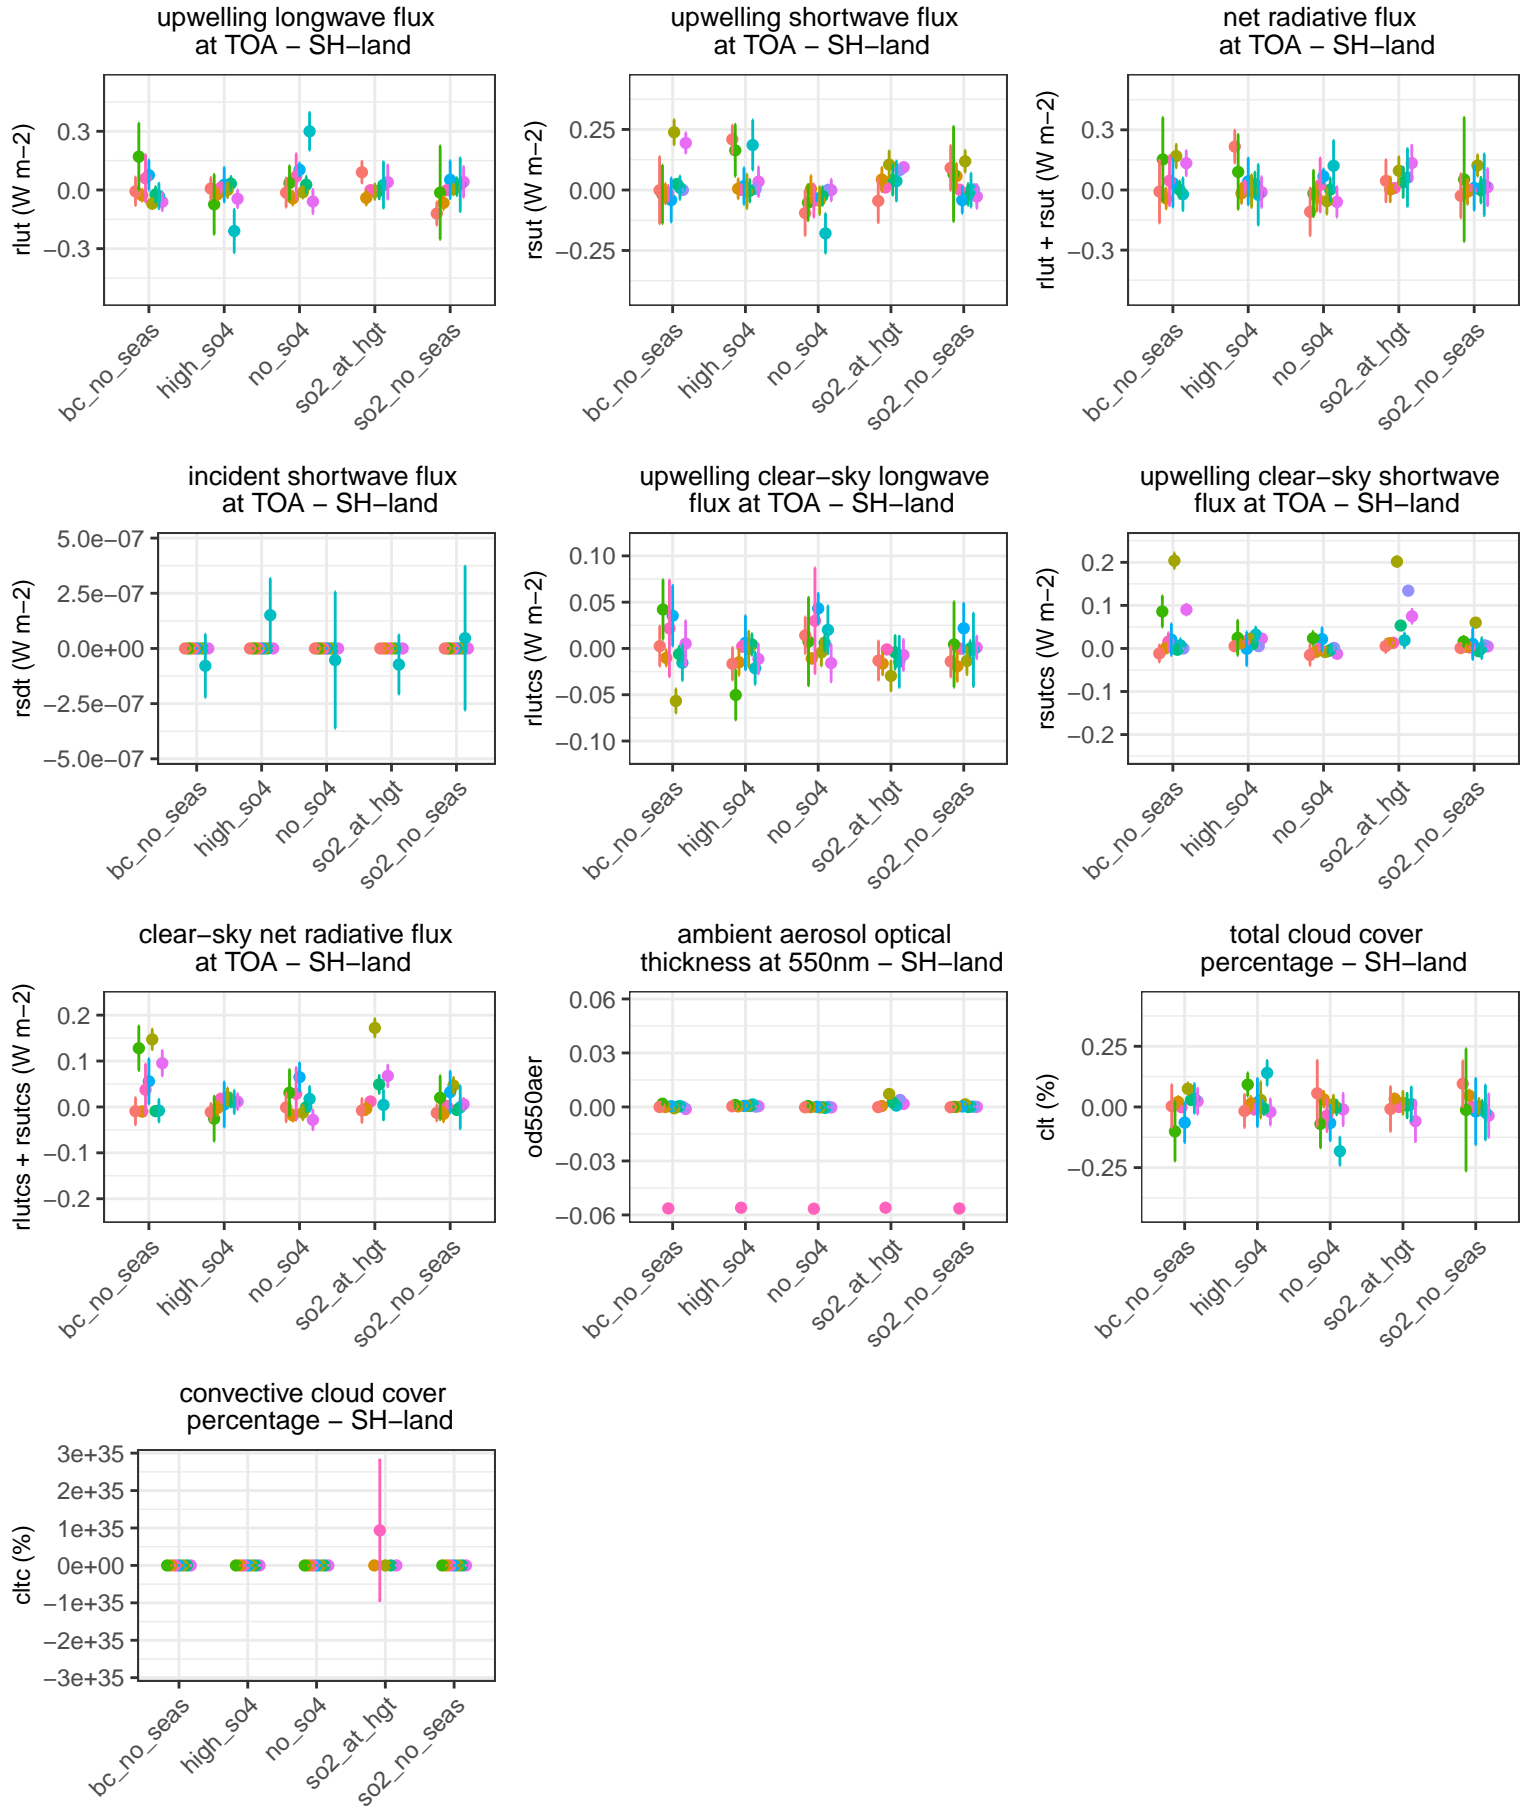 upwelling longwave flux
at TOA − SH−land
rlut (W m−2)
0.3
0.0
−0.3
bc_no_seas
high_so4
no_so4
so2_at_hgt
so2_no_seas
upwelling shortwave flux
at TOA − SH−land
rsut (W m−2)
0.25
0.00
−0.25
bc_no_seas
high_so4
no_so4
so2_at_hgt
so2_no_seas
net radiative flux
at TOA − SH−land
rlut + rsut (W m−2)
0.3
0.0
−0.3
bc_no_seas
high_so4
no_so4
so2_at_hgt
so2_no_seas
incident shortwave flux
at TOA − SH−land
rsdt (W m−2)
5.0e−07
2.5e−07
0.0e+00
−2.5e−07
−5.0e−07
bc_no_seas
high_so4
no_so4
so2_at_hgt
so2_no_seas
upwelling clear−sky longwave
flux at TOA − SH−land
rlutcs (W m−2)
0.10
0.05
0.00
−0.05
−0.10
bc_no_seas
high_so4
no_so4
so2_at_hgt
so2_no_seas
upwelling clear−sky shortwave
flux at TOA − SH−land
rsutcs (W m−2)
0.2
0.1
0.0
−0.1
−0.2
bc_no_seas
high_so4
no_so4
so2_at_hgt
so2_no_seas
clear−sky net radiative flux
at TOA − SH−land
rlutcs + rsutcs (W m−2)
0.2
0.1
0.0
−0.1
−0.2
bc_no_seas
high_so4
no_so4
so2_at_hgt
so2_no_seas
ambient aerosol optical
thickness at 550nm − SH−land
od550aer
0.06
0.03
0.00
−0.03
−0.06
bc_no_seas
high_so4
no_so4
so2_at_hgt
so2_no_seas
total cloud cover
percentage − SH−land
clt (%)
0.25
0.00
−0.25
bc_no_seas
high_so4
no_so4
so2_at_hgt
so2_no_seas
convective cloud cover
percentage − SH−land
cltc (%)
3e+35
2e+35
1e+35
0e+00
−1e+35
−2e+35
−3e+35
bc_no_seas
high_so4
no_so4
so2_at_hgt
so2_no_seas